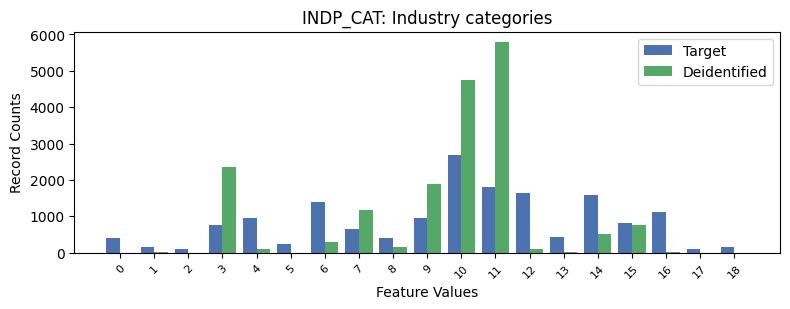 INDP_CAT: Industry categories
6000
5000
4000
3000
2000
1000
0
Record Counts
Target
Deidentified
0 1 2 3 4 5 6 7 8 9 10 11 12 13 14 15 16 17 18
Feature Values